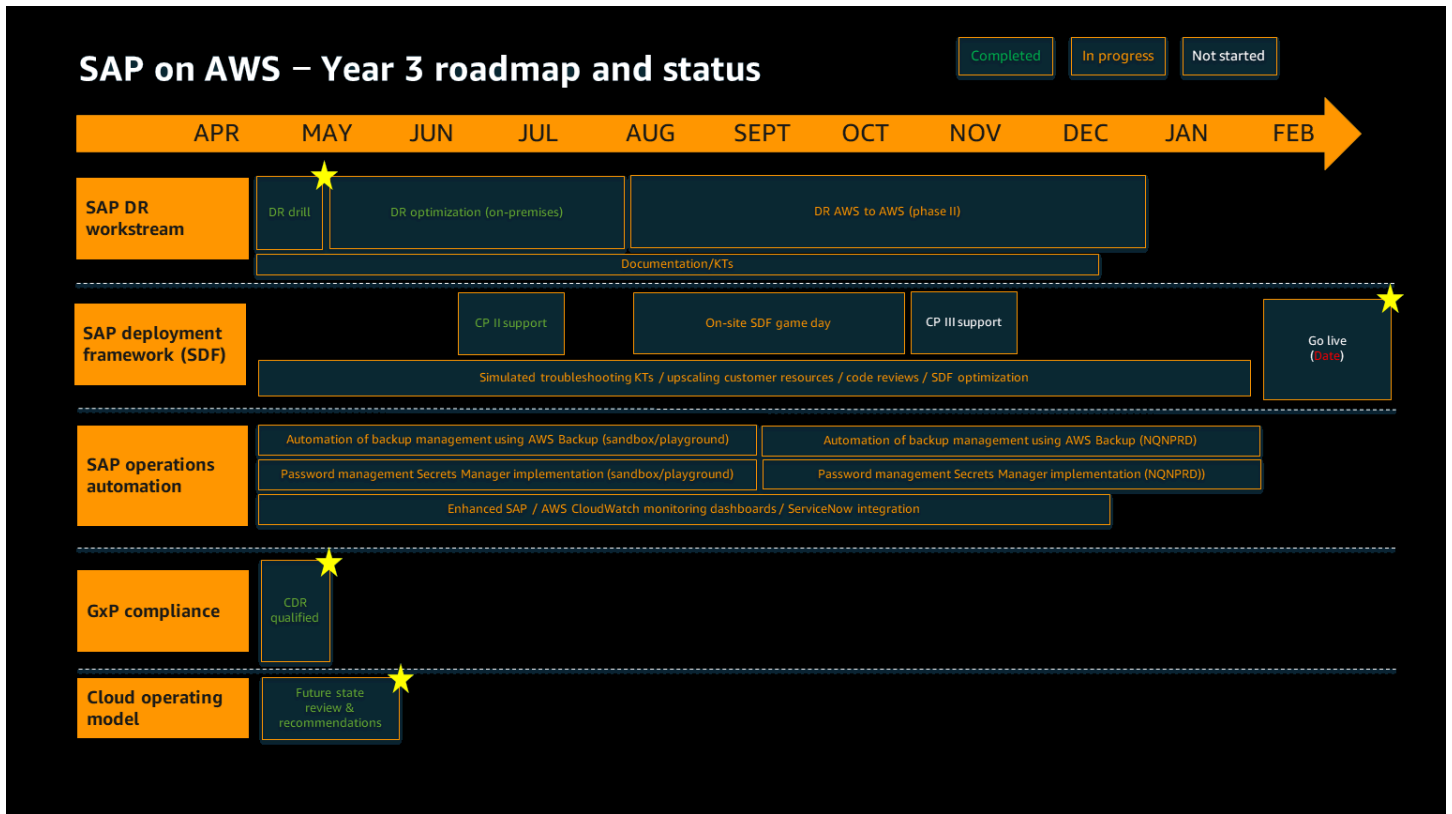 SAP on AWS – Year 3 roadmap and status
Completed
In progress
Not started
APR MAY JUN JUL AUG SEPT OCT NOV DEC JAN FEB
SAP DR
workstream
DR drill
DR optimization (on-premises)
DR AWS to AWS (phase II)
Documentation/KTs
SAP deployment
framework (SDF)
CP II support
On-site SDF game day
CP III support
Go live
(Date)
Simulated troubleshooting KTs / upscaling customer resources / code reviews / SDF optimization
SAP operations
automation
Automation of backup management using AWS Backup (sandbox/playground)
Automation of backup management using AWS Backup (NQNPRD)
Password management Secrets Manager implementation (sandbox/playground)
Password management Secrets Manager implementation (NQNPRD))
Enhanced SAP / AWS CloudWatch monitoring dashboards / ServiceNow integration
GxP compliance
CDR
qualified
Cloud operating
model
Future state
review &
recommendations